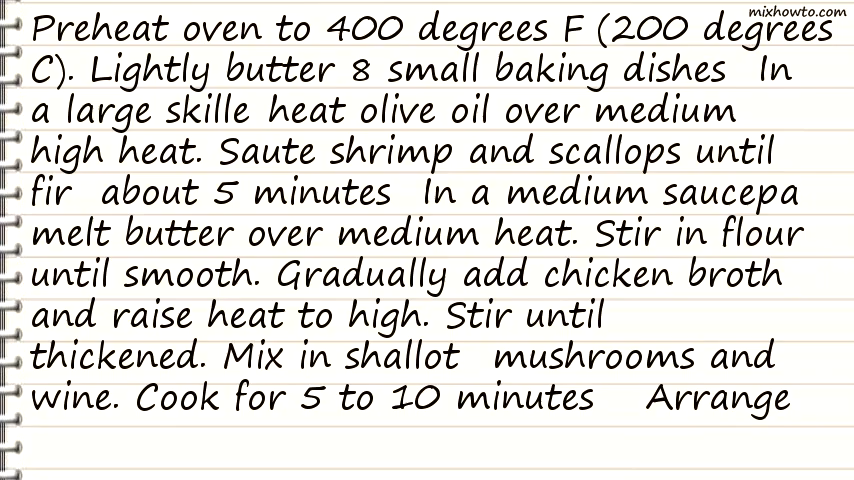 mixhowto.com
Preheat oven to 400 degrees F (200 degrees
C). Lightly butter 8 small baking dishes In
a large skille heat olive oil over medium
high heat. Saute shrimp and scallops until
fir about 5 minutes In a medium saucepa
melt butter over medium heat. Stir in flour
until smooth. Gradually add chicken broth
and raise heat to high. Stir until
thickened. Mix in shallot mushrooms and
wine. Cook for 5 to 10 minutes Arrange